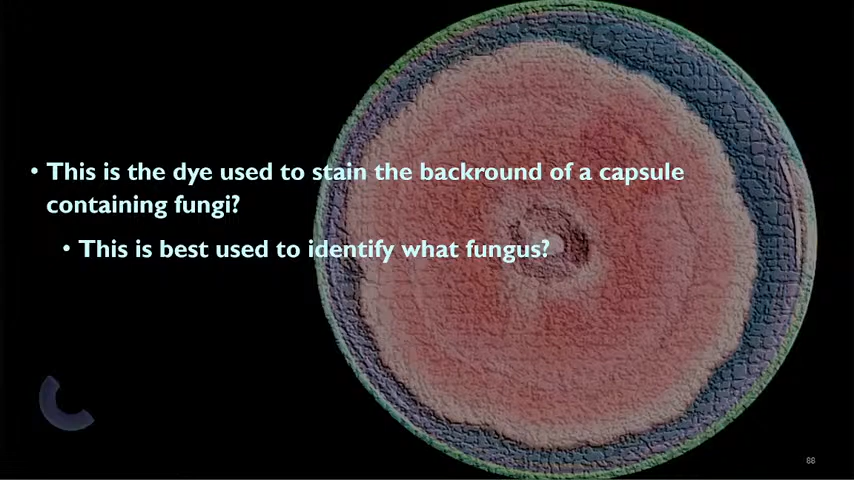 • This is the dye used to stain the backround of a capsule
containing fungi?
• This is best used to identify what fungus?
88